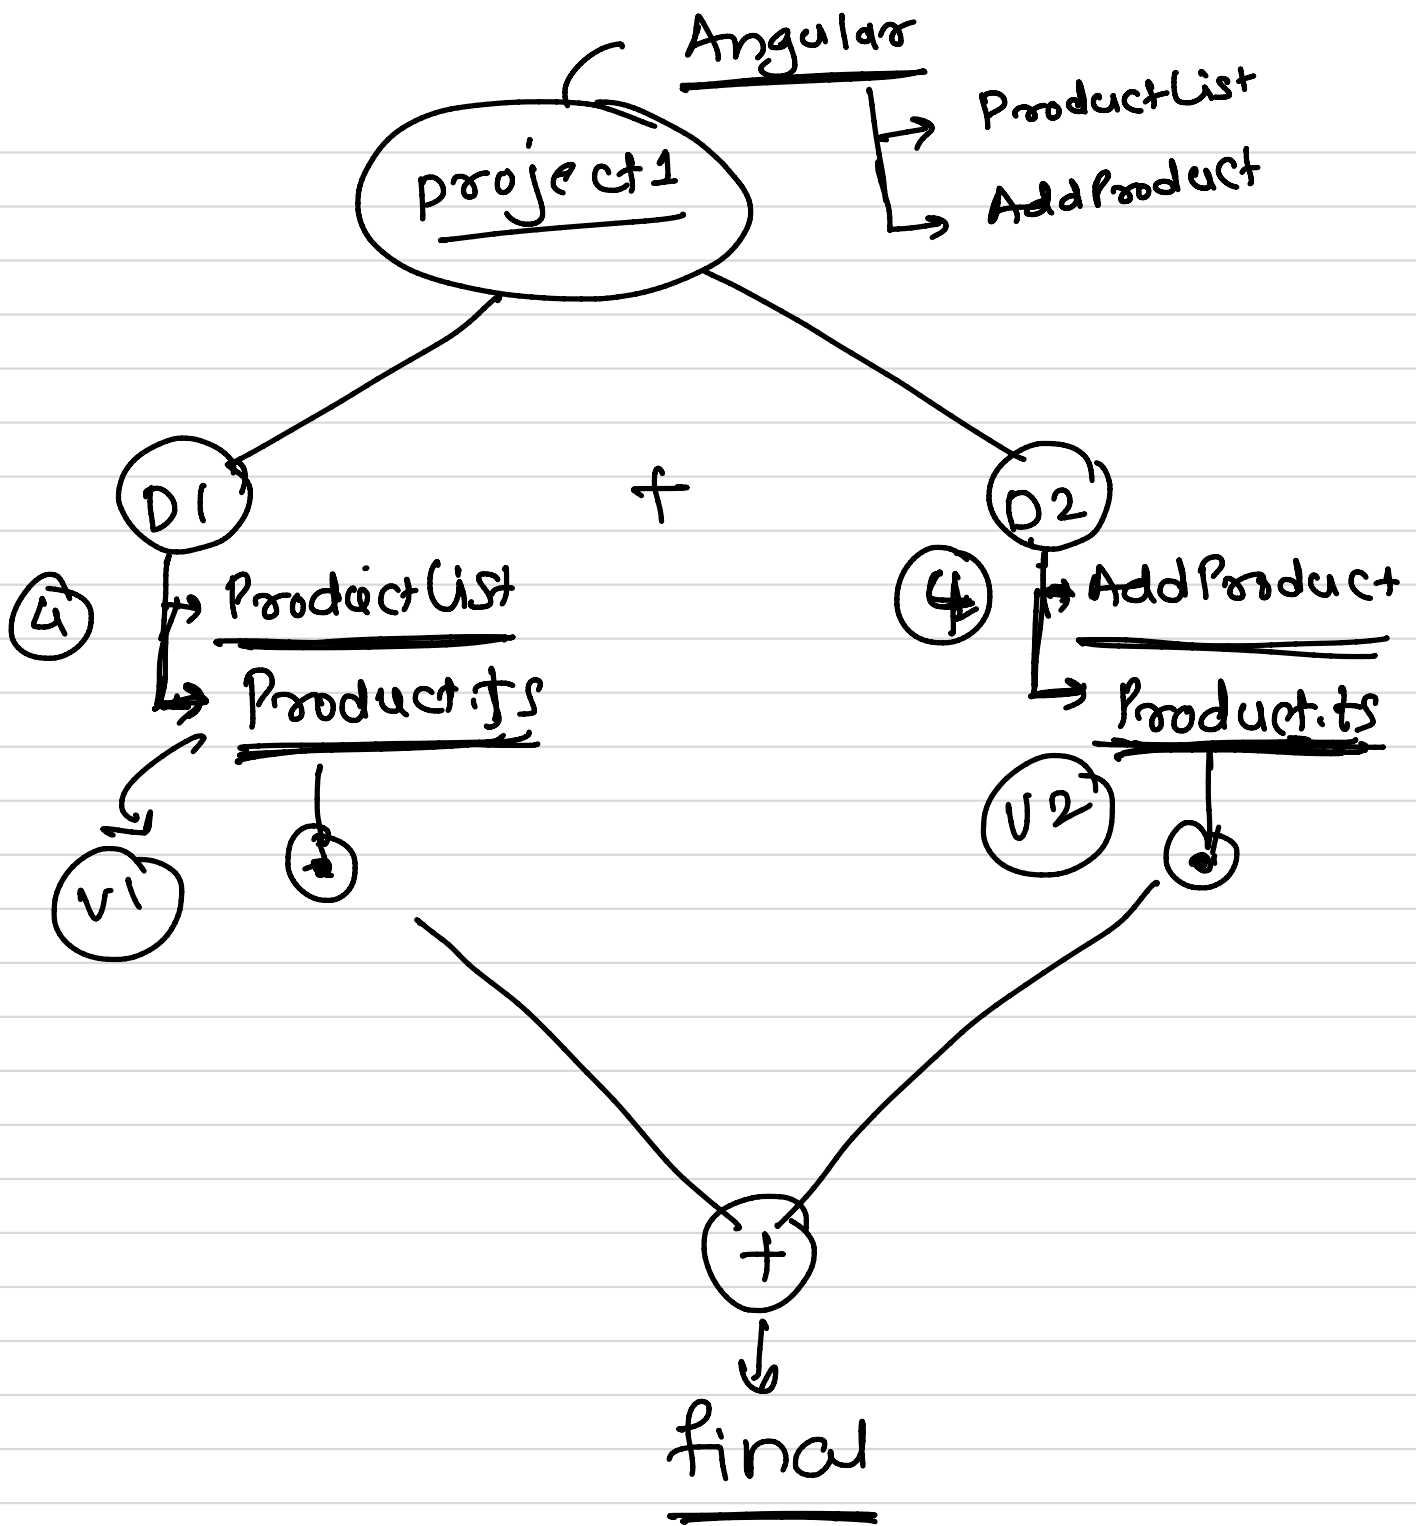 Angular
ProductList
project1
AddProduct
D1
+
D2
4
ProductList
4
AddProduct
Product.ts
Product.ts
V1
V2
+
final